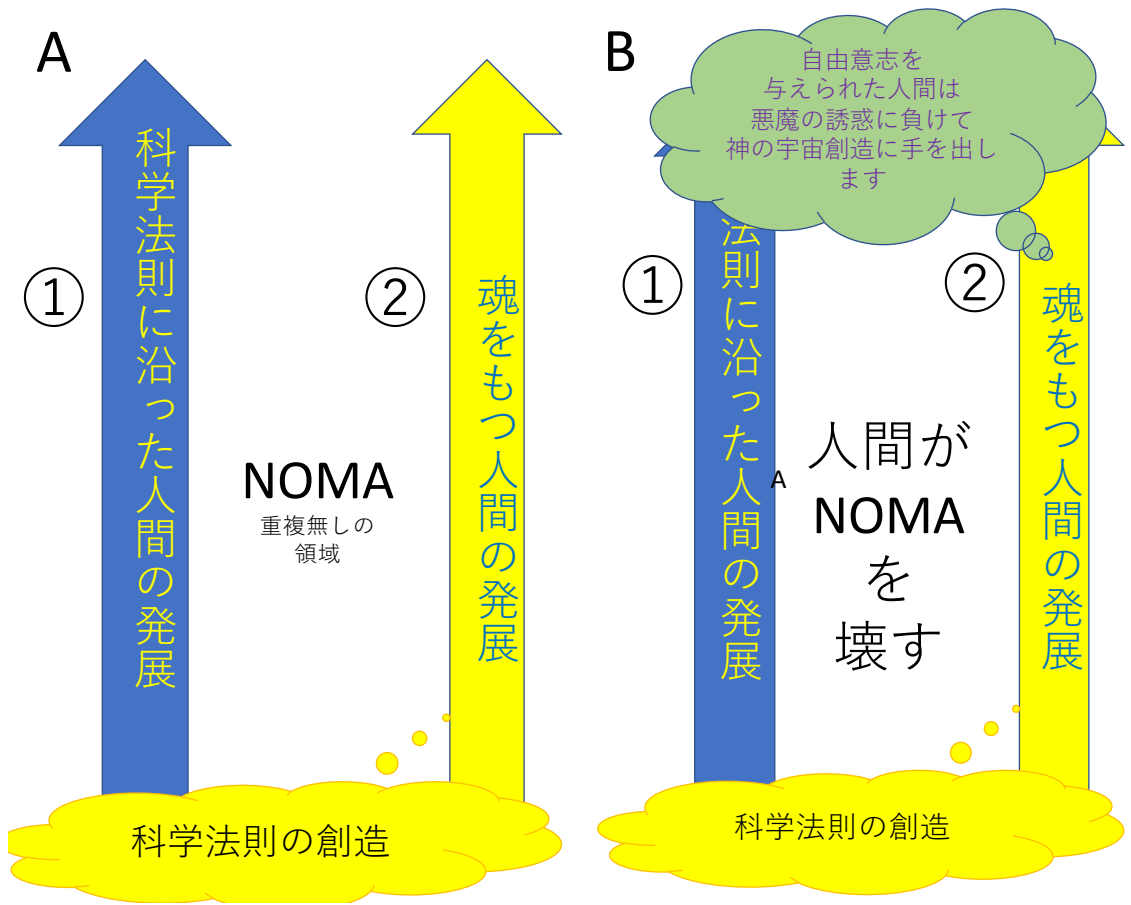 A
科学法則に沿った人間の発展
①
②
魂をもつ人間の発展
NOMA
重複無しの
領域
科学法則の創造
B
自由意志を
与えられた人間は
悪魔の誘惑に負けて
神の宇宙創造に手を出し
ます
①
法則に沿った人間の発展
②
魂をもつ人間の発展
人間が
A
NOMA
を
壊す
科学法則の創造